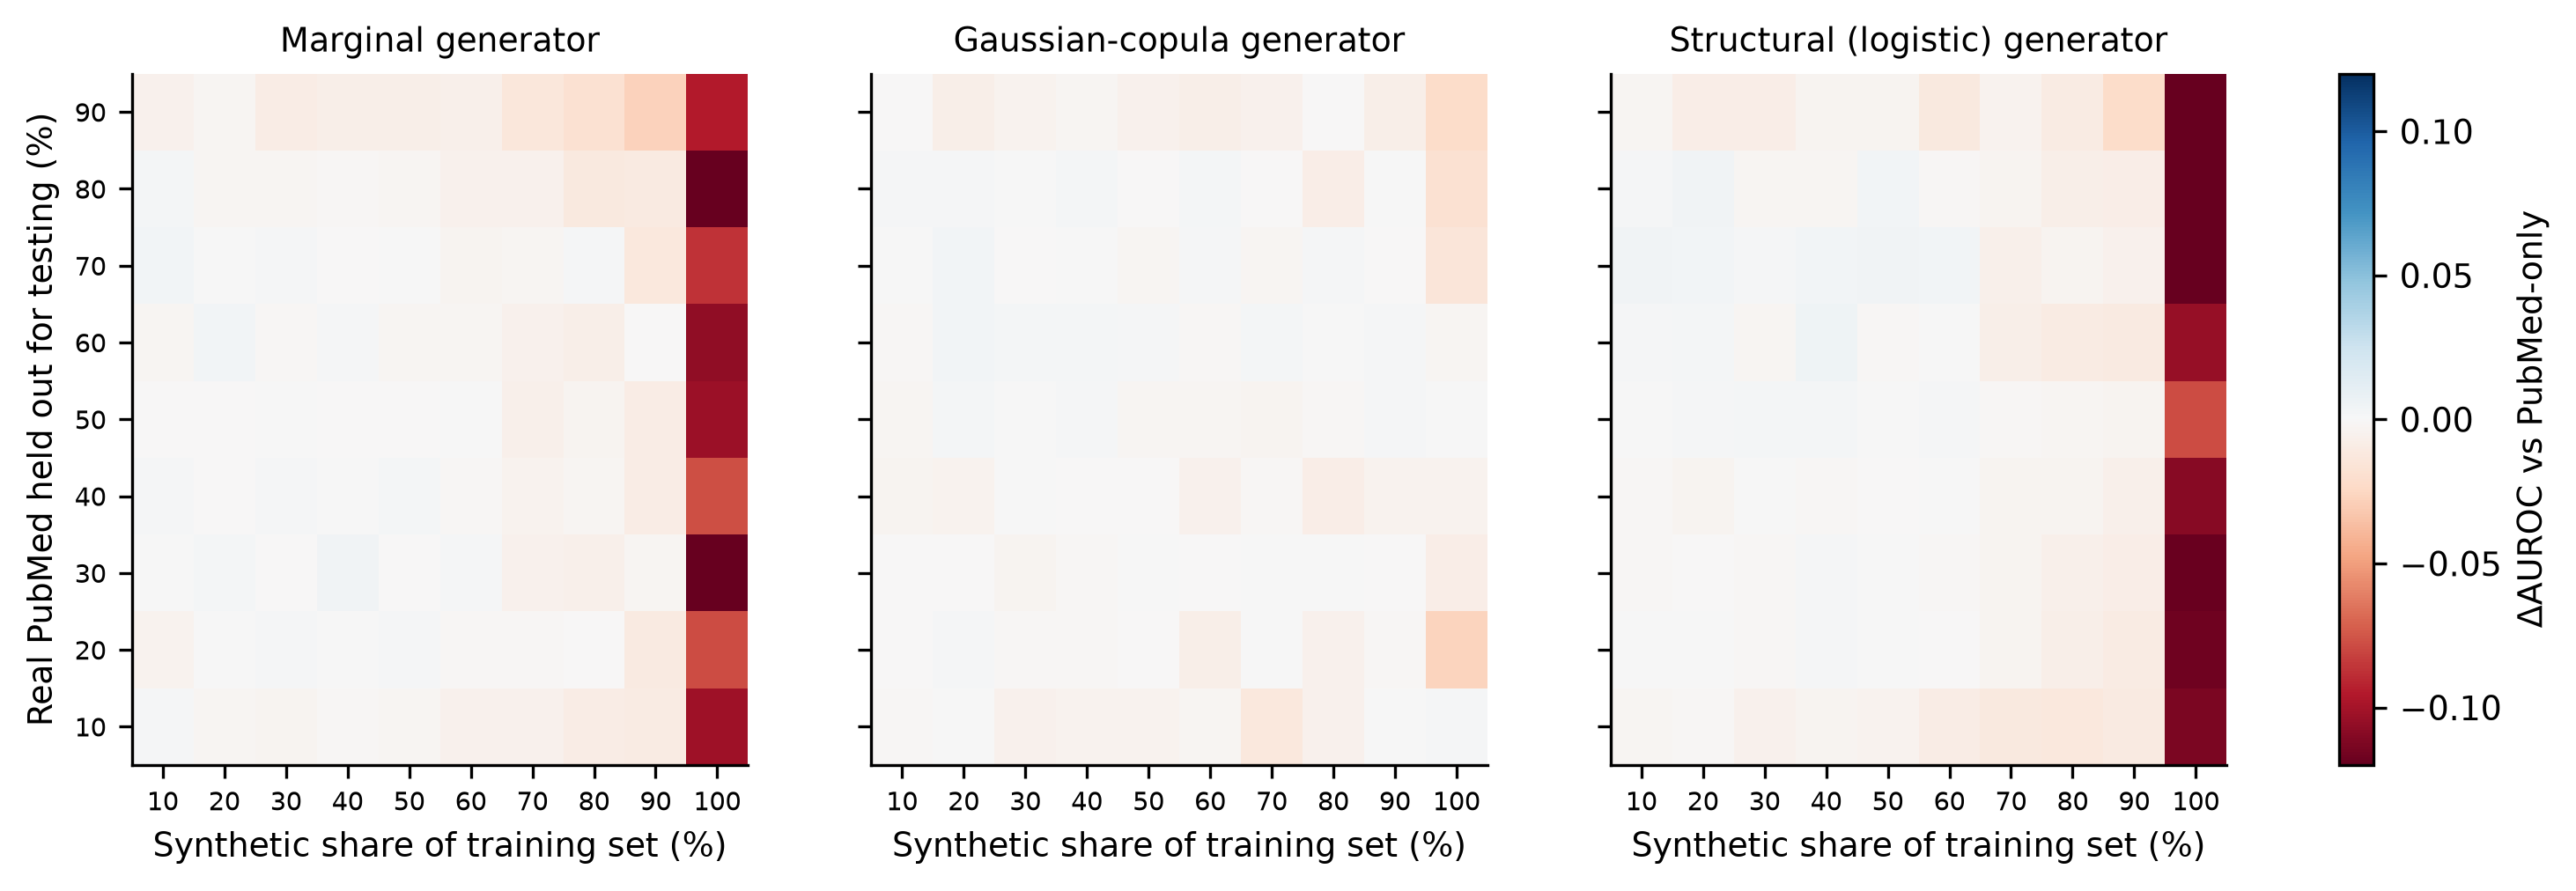 Marginal generator
Gaussian-copula generator
Structural (logistic) generator
Real PubMed held out for testing (%)
90
80
70
60
50
40
30
20
10
10 20 30 40 50 60 70 80 90 100
10 20 30 40 50 60 70 80 90 100
10 20 30 40 50 60 70 80 90 100
Synthetic share of training set (%)
Synthetic share of training set (%)
Synthetic share of training set (%)
0.10
0.05
0.00
−0.05
−0.10
ΔAUROC vs PubMed-only